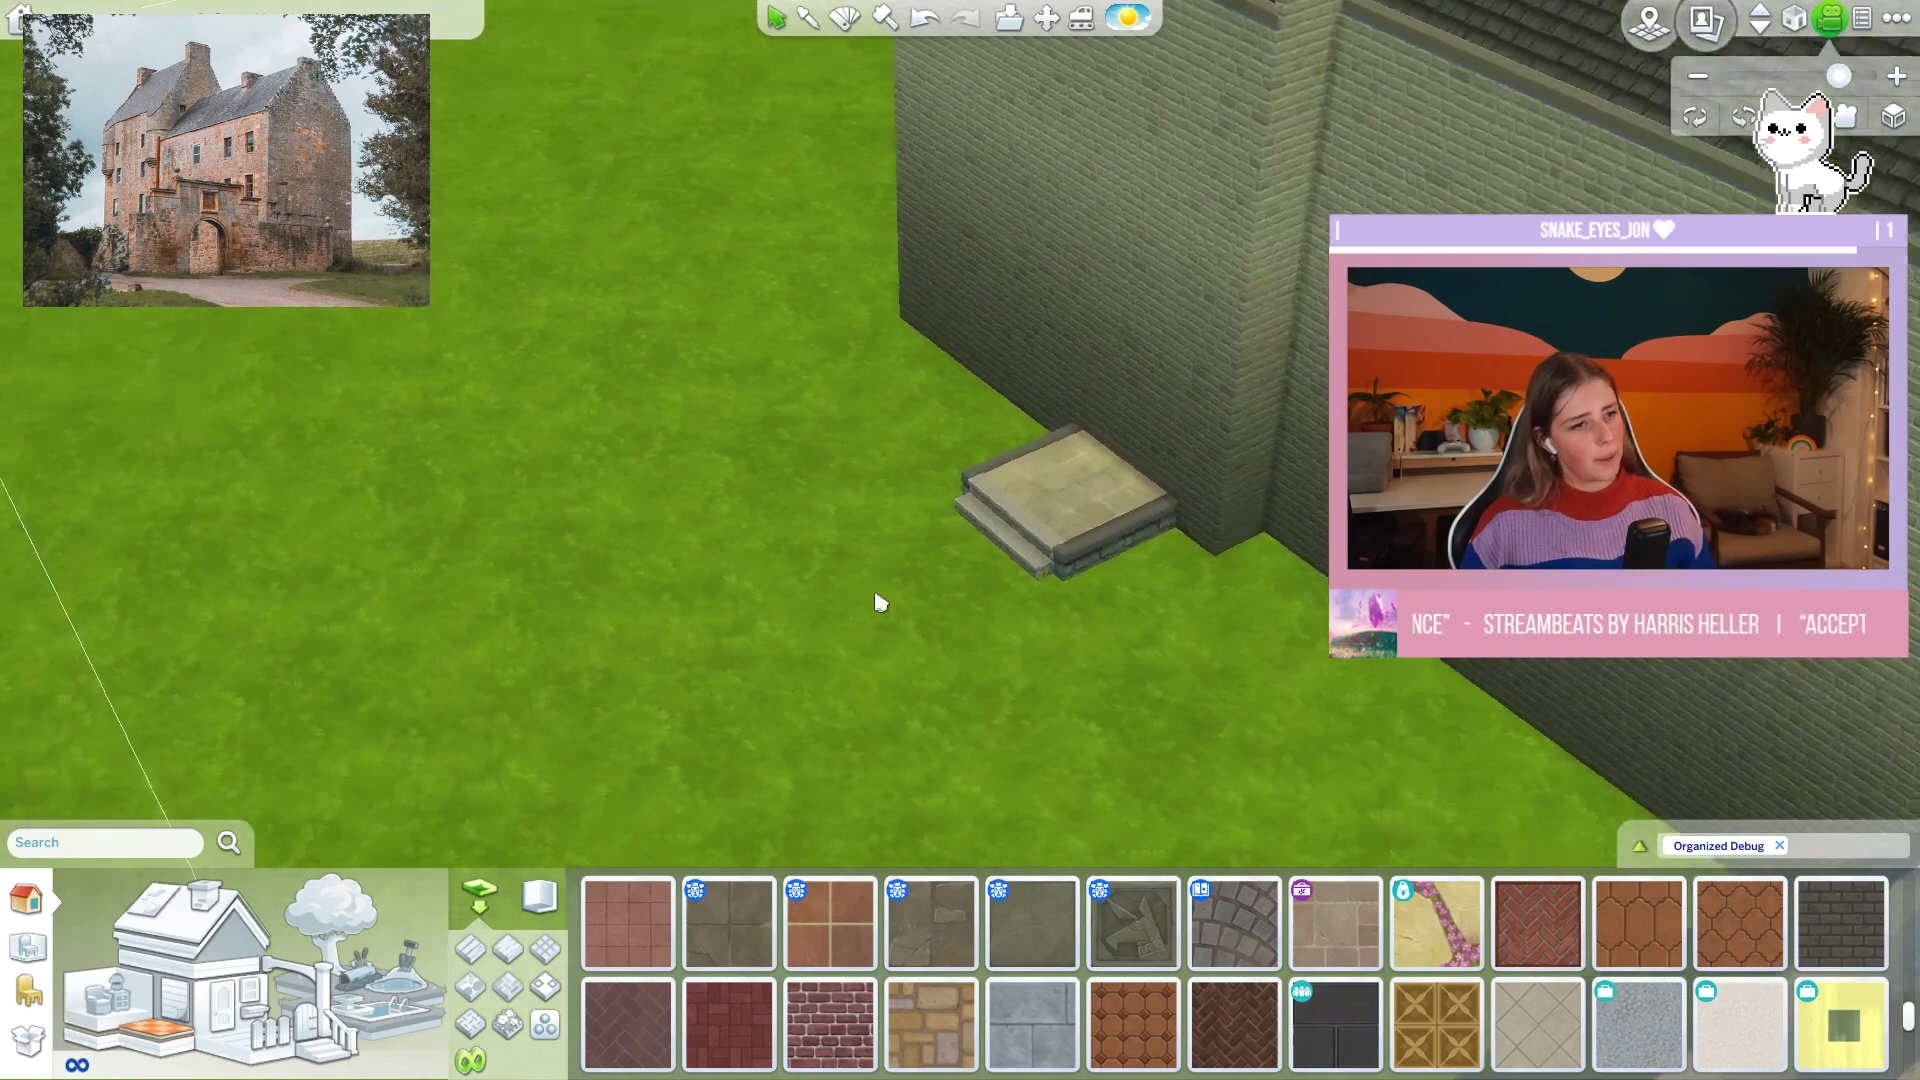 SNAKE_EYES_JON
1
NCE" - STREAMBEATS BY HARRIS HELLER | "ACCEPT
Search
Organized Debug